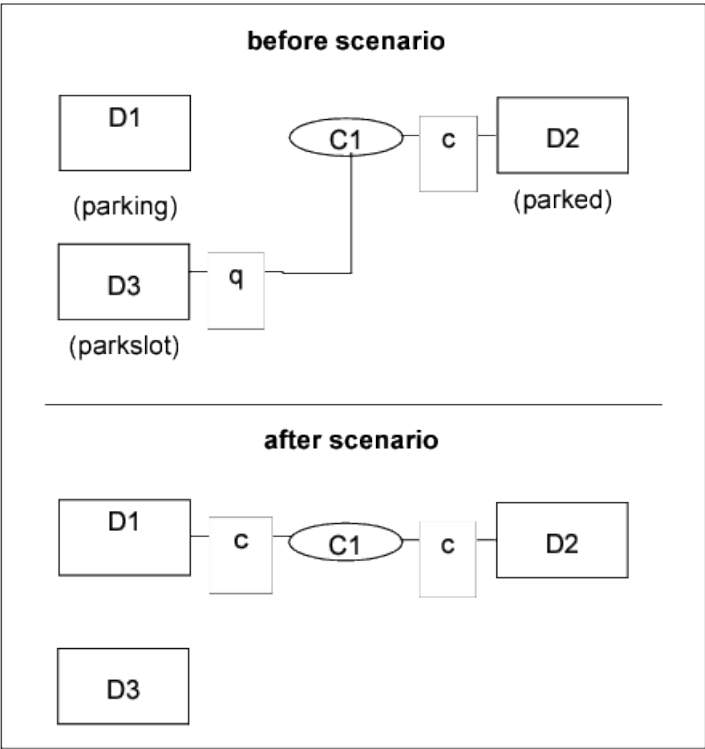 before scenario
D1
C1
c
D2
(parking)
(parked)
D3
q
(parkslot)
after scenario
D1
c
C1
c
D2
D3